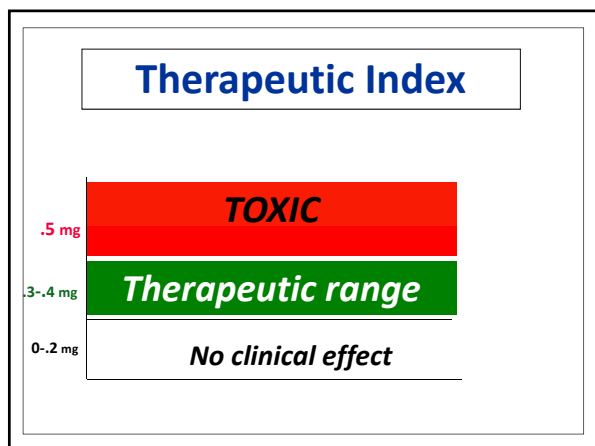 Therapeutic Index
TOXIC
.5 mg
Therapeutic range
.3-.4 mg
No clinical effect
0-.2 mg